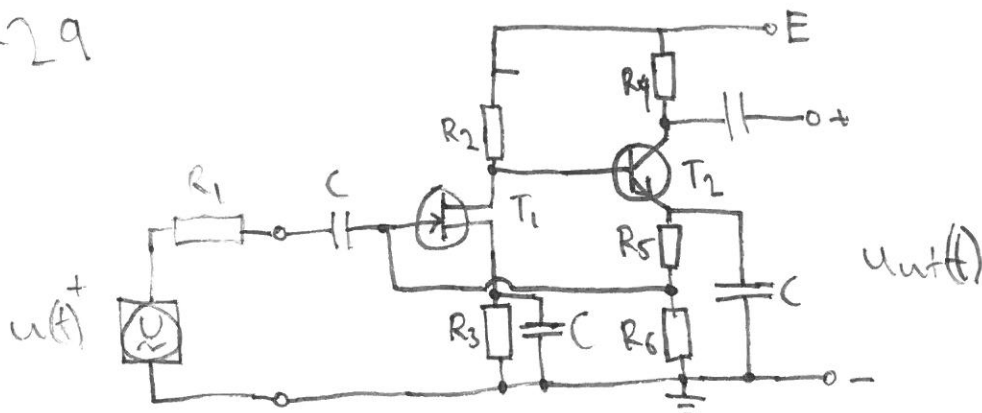 -29
E
R4
+
R2
T2
R1
C
T1
R5
u(t)
+
U
~
R3
C
R6
C
uut(t)
-